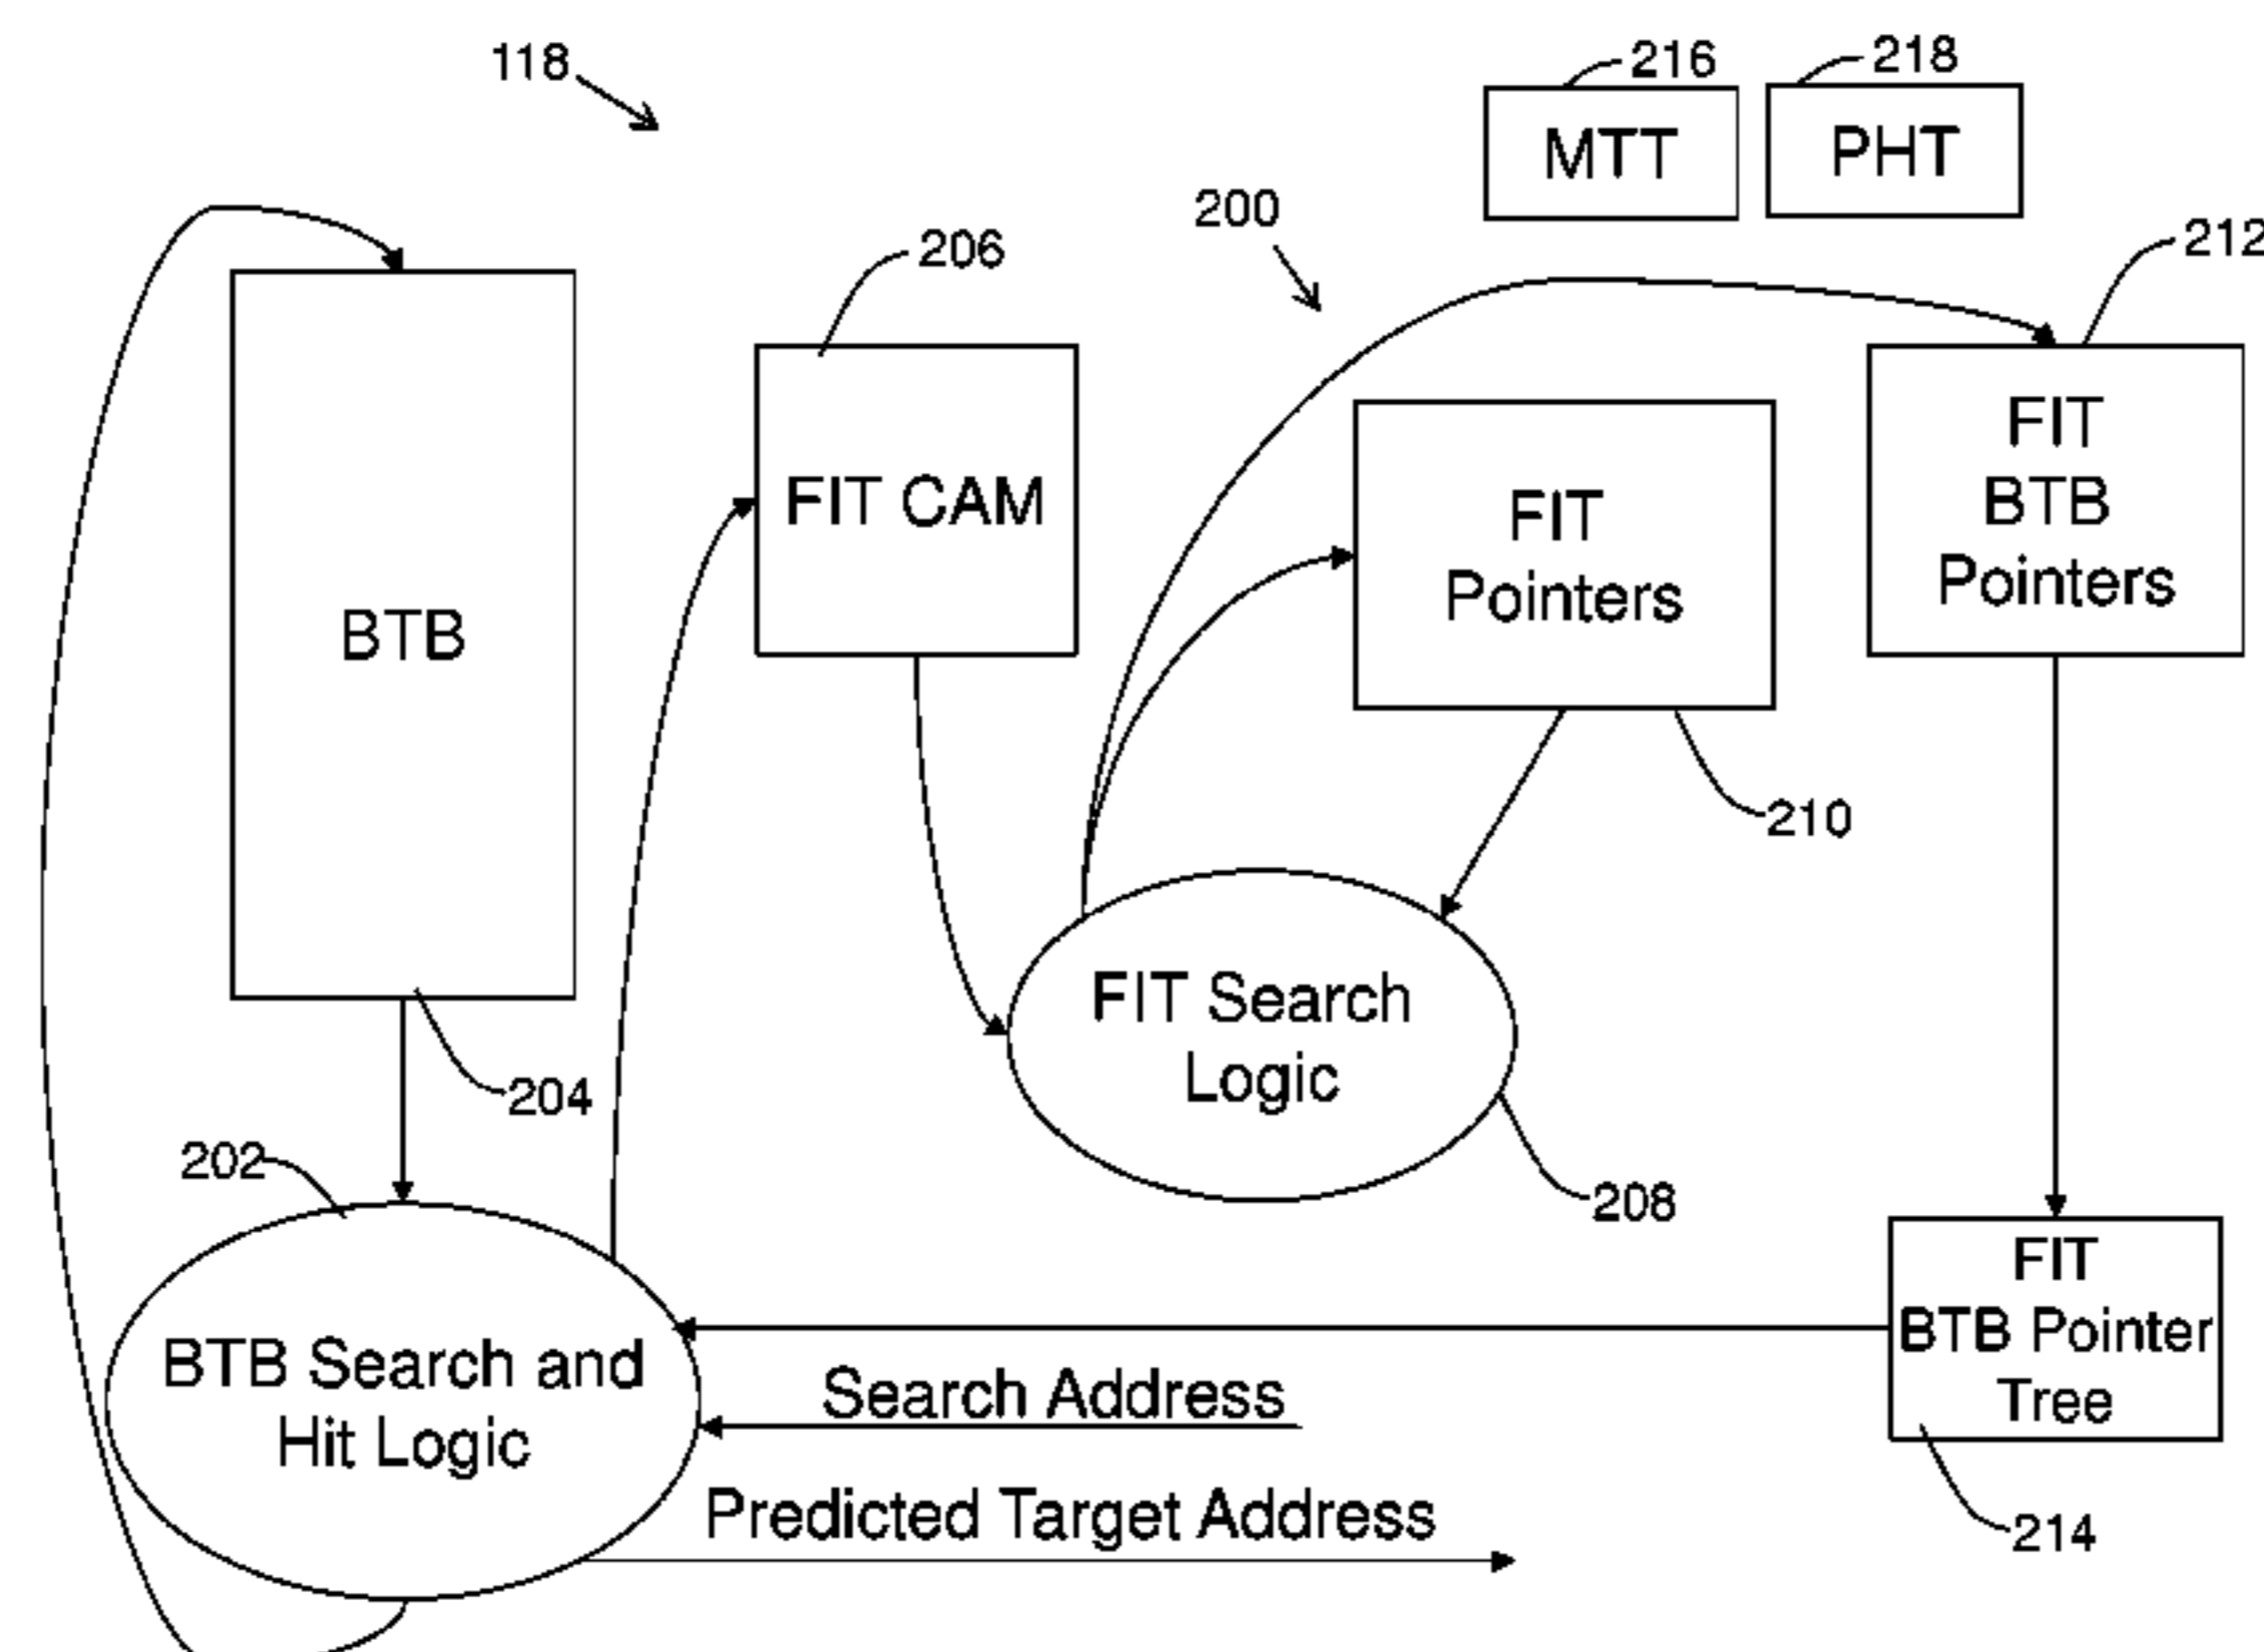 118
216
218
MTT
PHT
200
212
206
BTB
FIT CAM
FIT
Pointers
FIT
BTB
Pointers
210
204
FIT Search
Logic
202
208
BTB Search and
Hit Logic
FIT
BTB Pointer
Tree
Search Address
Predicted Target Address
214